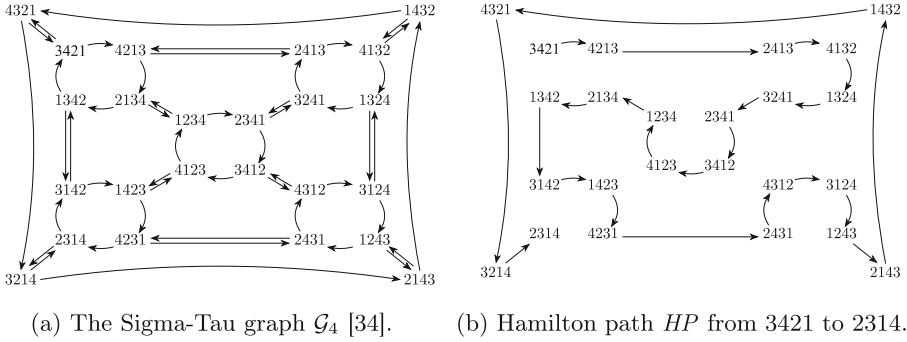 4321 1432 4321 1432
3421 4213 2413 4132 3421 4213 2413 4132
1342 2134 3241 1324 1342 2134 3241 1324
1234 2341 1234 2341
4123 3412 4123 3412
3142 1423 4312 3124 3142 1423 4312 3124
2314 4231 2431 1243 2314 4231 2431 1243
3214 2143 3214 2143
(a) The Sigma-Tau graph 𝒢₄ [34]. (b) Hamilton path HP from 3421 to 2314.